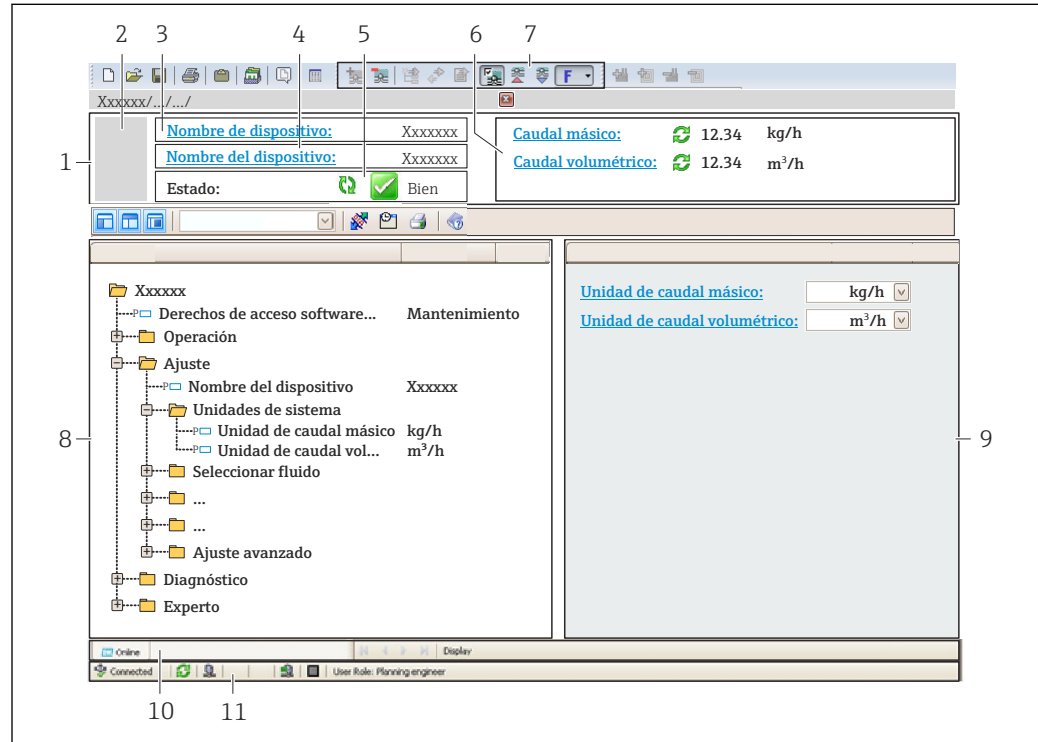 2 3 4 5 6 7
F
Xxxxxx/.../.../
1
Nombre de dispositivo: Xxxxxxx
Nombre del dispositivo: Xxxxxxx
Estado: Bien
Caudal másico: 12.34 kg/h
Caudal volumétrico: 12.34 m³/h
Xxxxxx
P Derechos de acceso software... Mantenimiento
Operación
Ajuste
P Nombre del dispositivo Xxxxxx
Unidades de sistema
P Unidad de caudal másico kg/h
P Unidad de caudal vol... m³/h
Seleccionar fluido
...
...
Ajuste avanzado
Diagnóstico
Experto
8
Unidad de caudal másico: kg/h
Unidad de caudal volumétrico: m³/h
9
Online Display
Connected User Role: Planning engineer
10 11